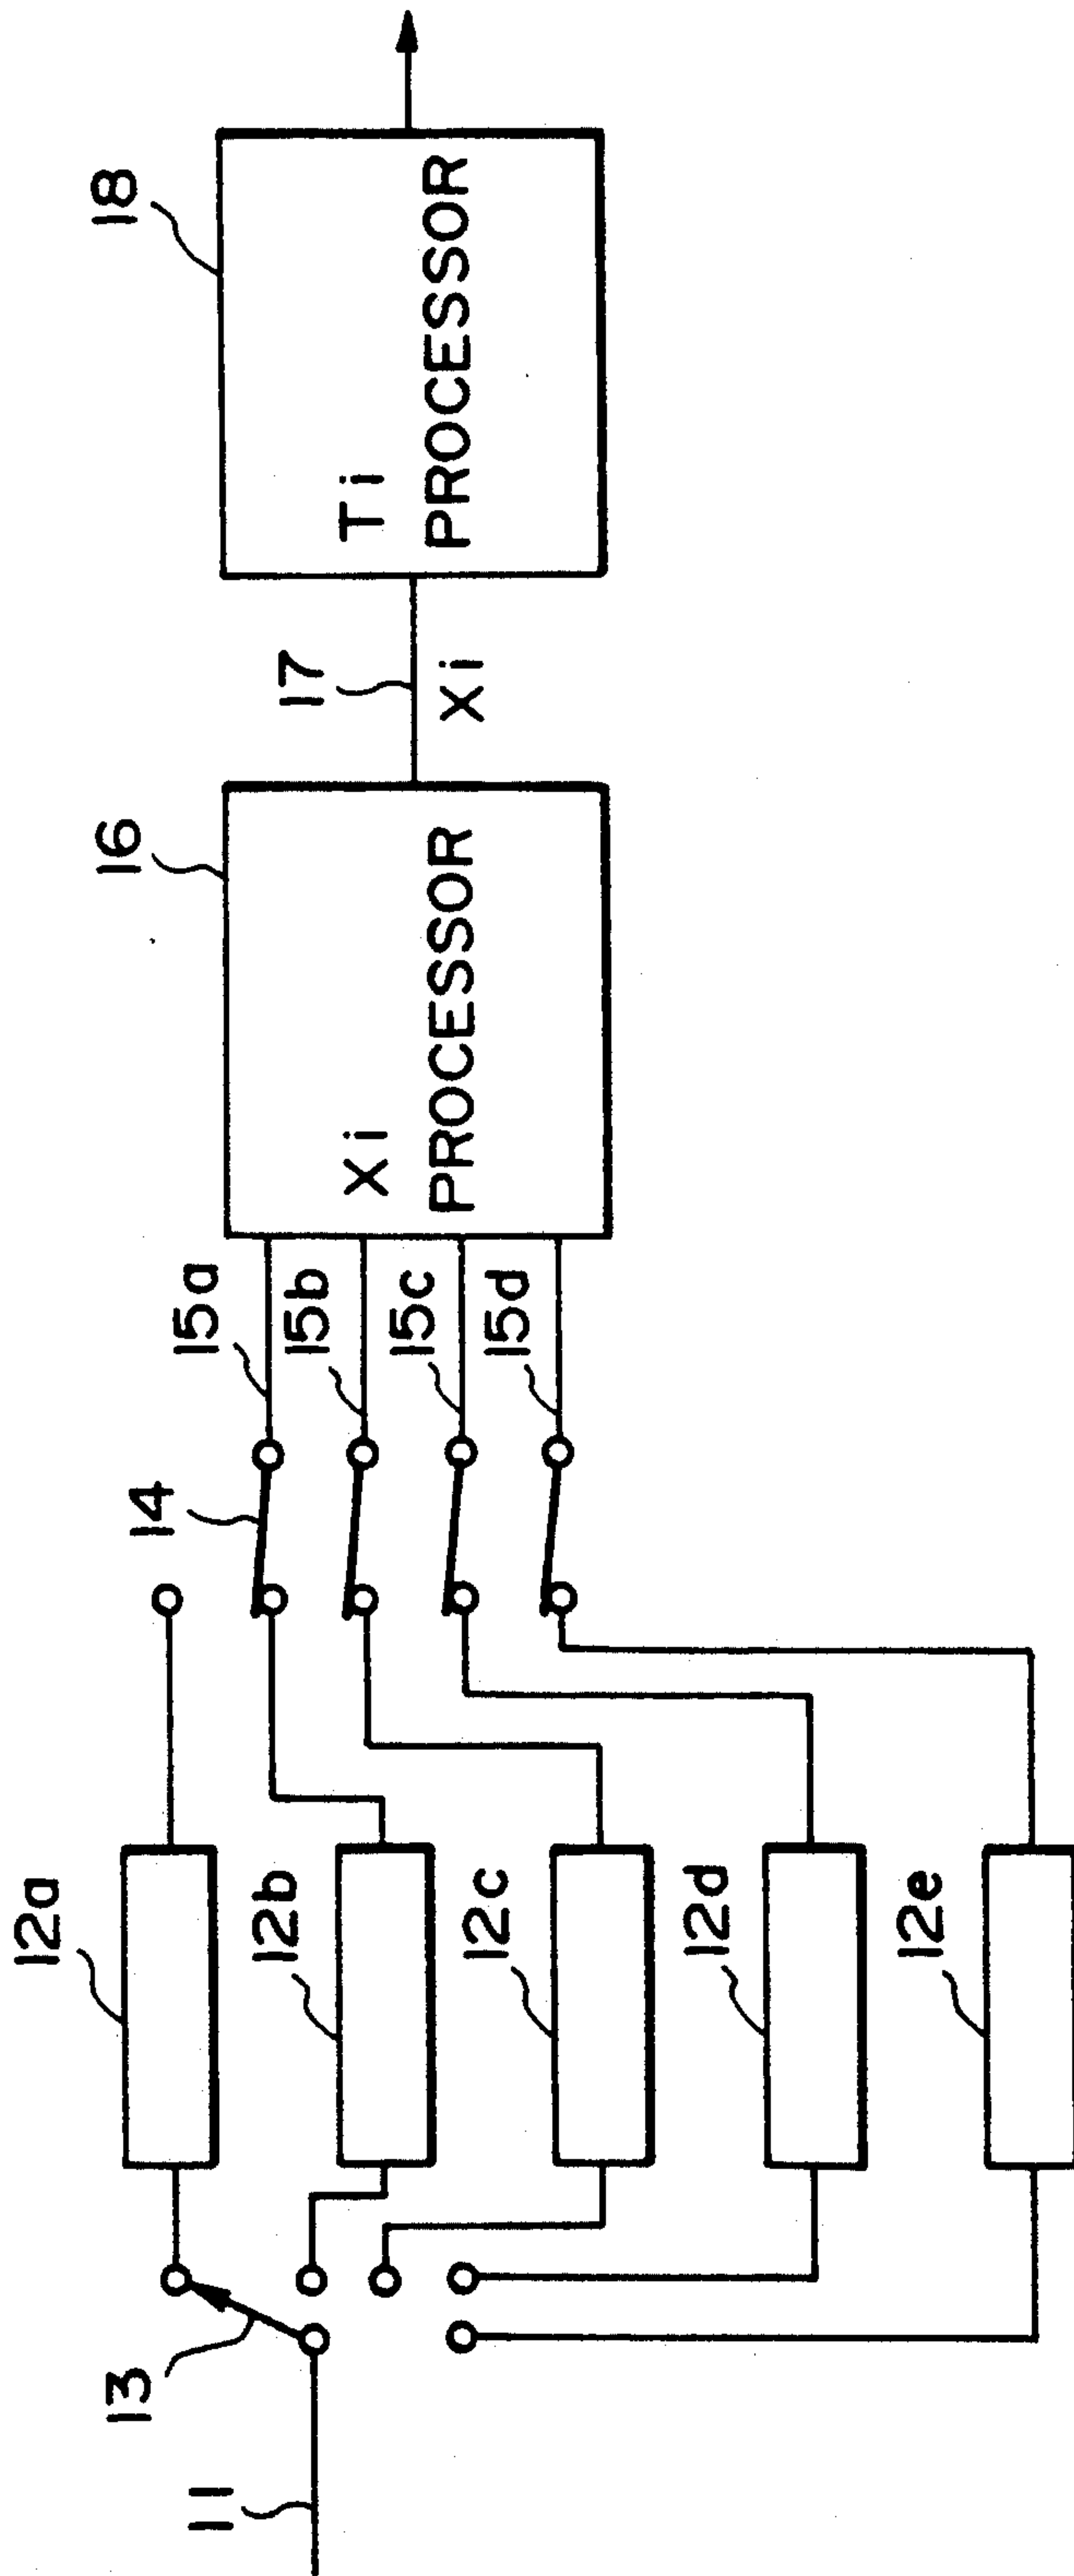 11
13
12a
12b
12c
12d
12e
14
15a
15b
15c
15d
16
Xi
PROCESSOR
17
Xi
18
Ti
PROCESSOR